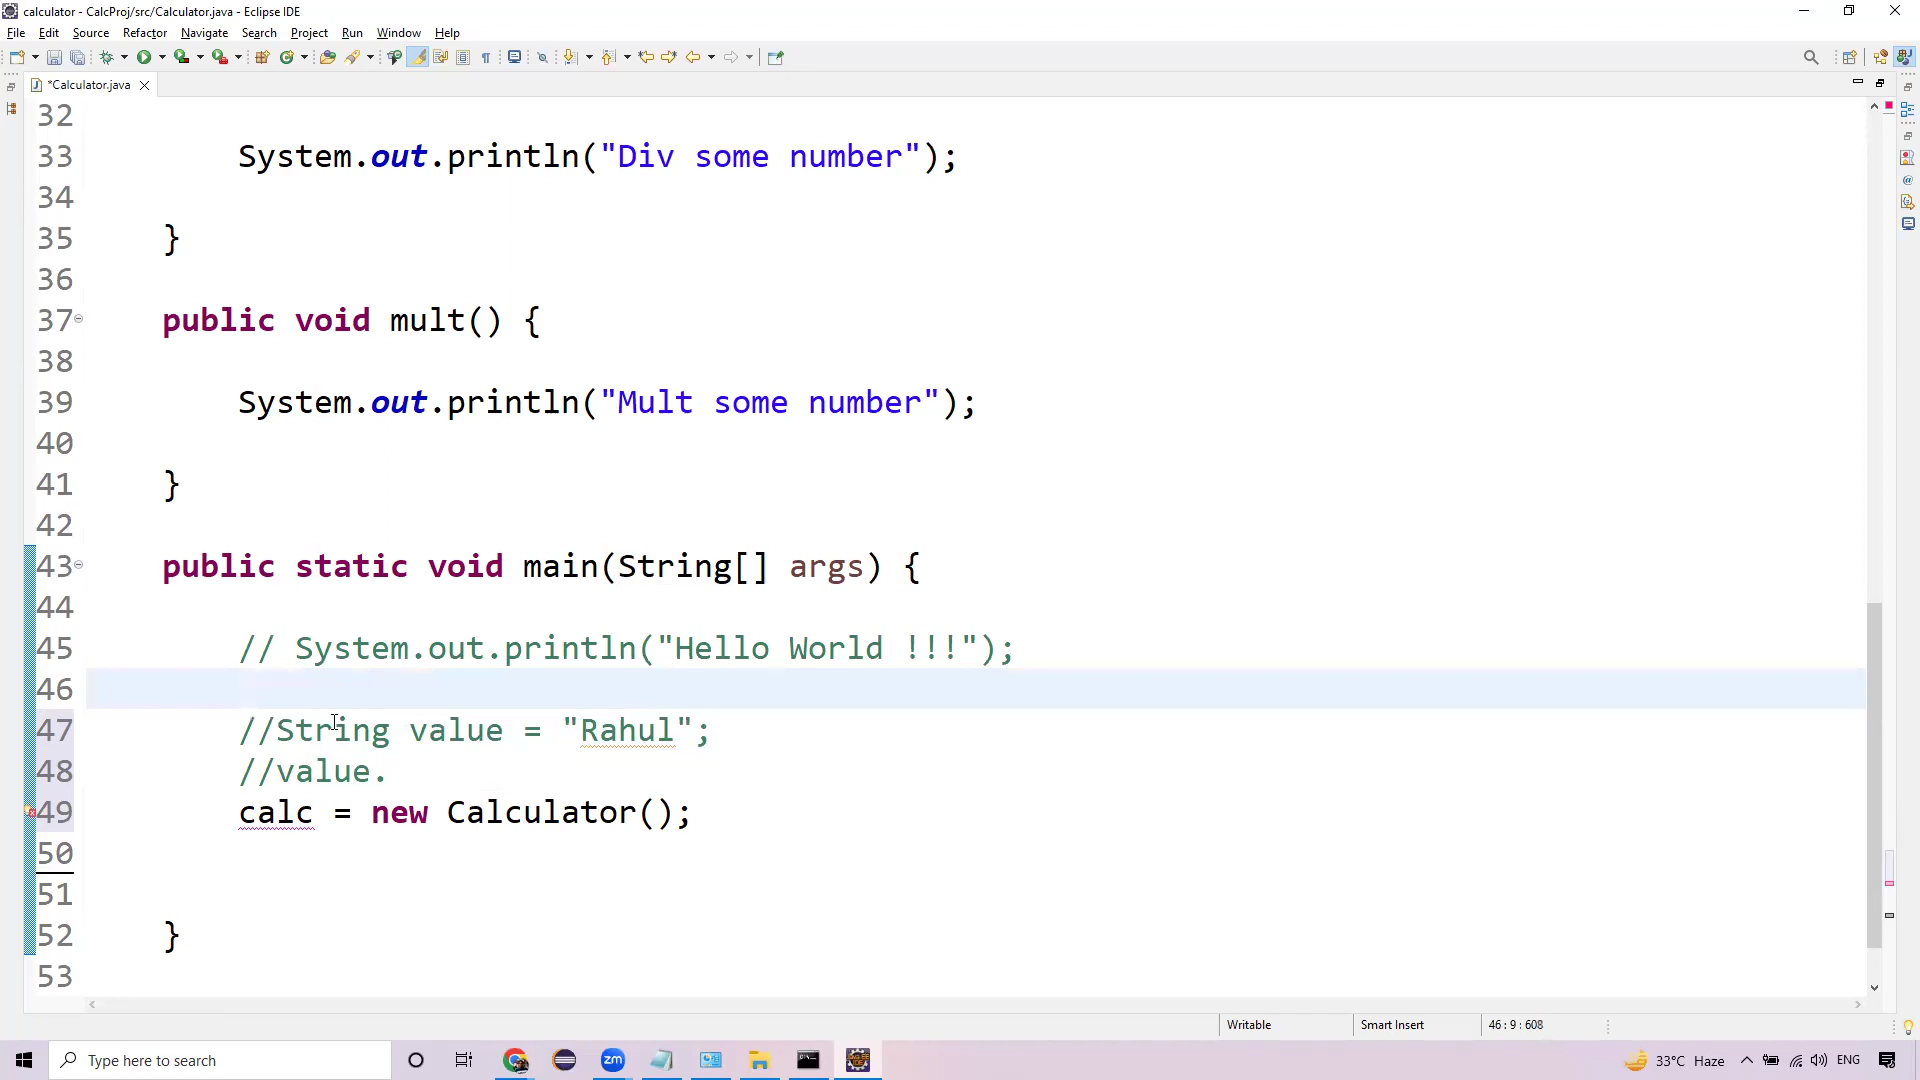 calculator - CalcProj/src/Calculator.java - Eclipse IDE
File Edit Source Refactor Navigate Search Project Run Window Help
*Calculator.java
32
33 System.out.println("Div some number");
34
35 }
36
37 public void mult() {
38
39 System.out.println("Mult some number");
40
41 }
42
43 public static void main(String[] args) {
44
45 // System.out.println("Hello World !!!");
46
47 //String value = "Rahul";
48 //value.
49 calc = new Calculator();
50
51
52 }
53
Writable Smart Insert 46 : 9 : 608
Type here to search zm 33°C Haze ENG